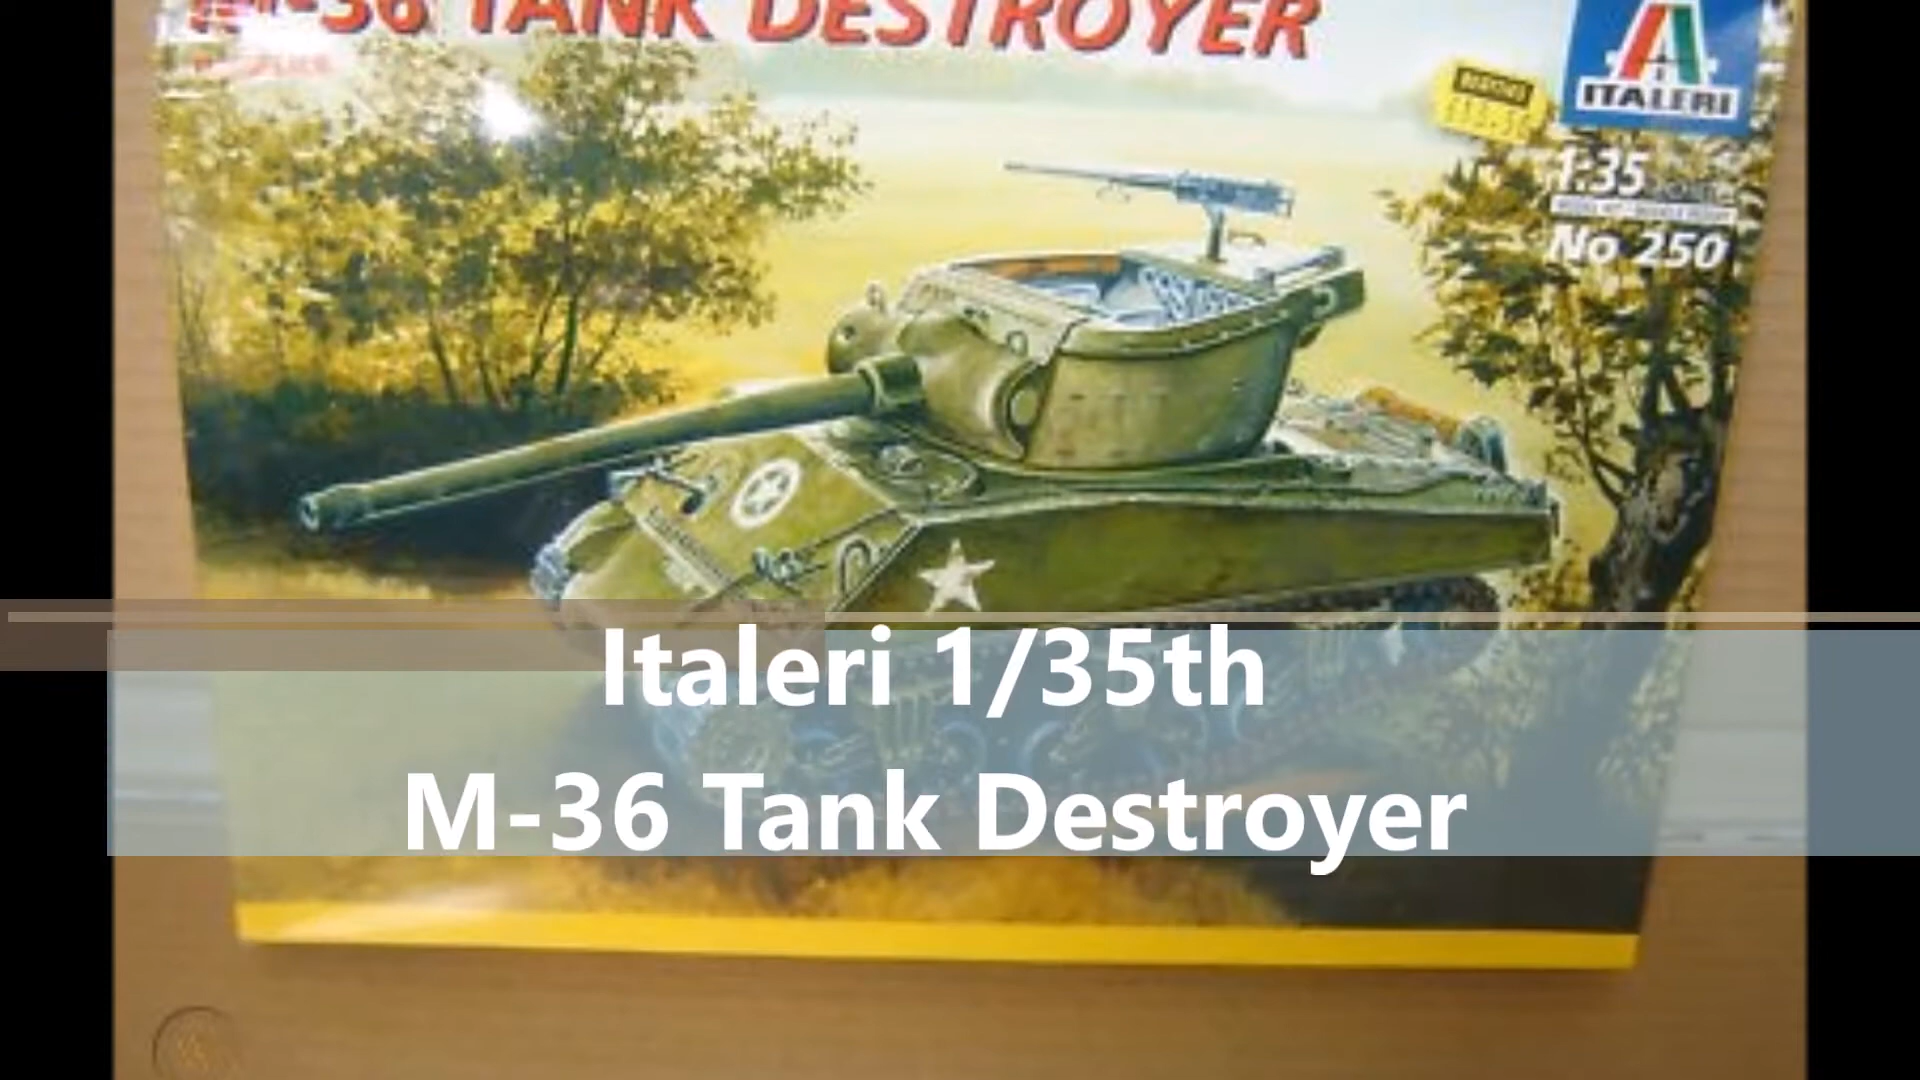 M-36 TANK DESTROYER
ITALERI
1:35
No 250
Italeri 1/35th
M-36 Tank Destroyer